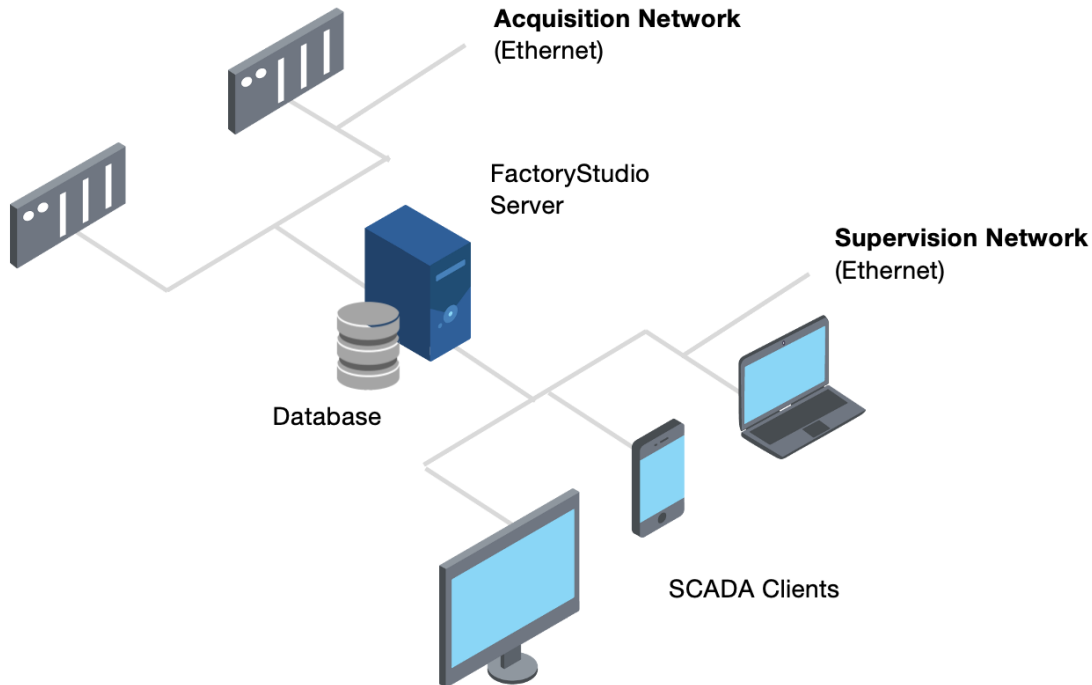 Acquisition Network
(Ethernet)
FactoryStudio
Server
Supervision Network
(Ethernet)
Database
SCADA Clients